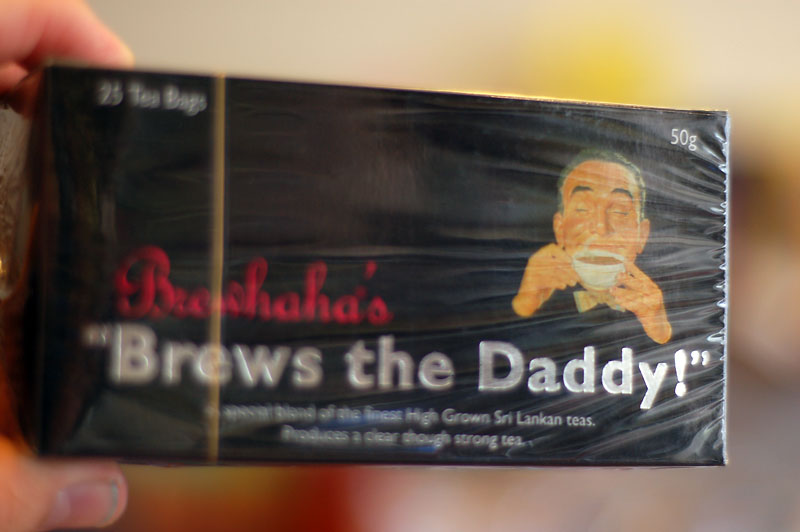 25 Tea Bags
50g
Brewhaha's
"Brews the Daddy!"
special blend of the finest High Grown Sri Lankan teas.
Produces a clear though strong tea.